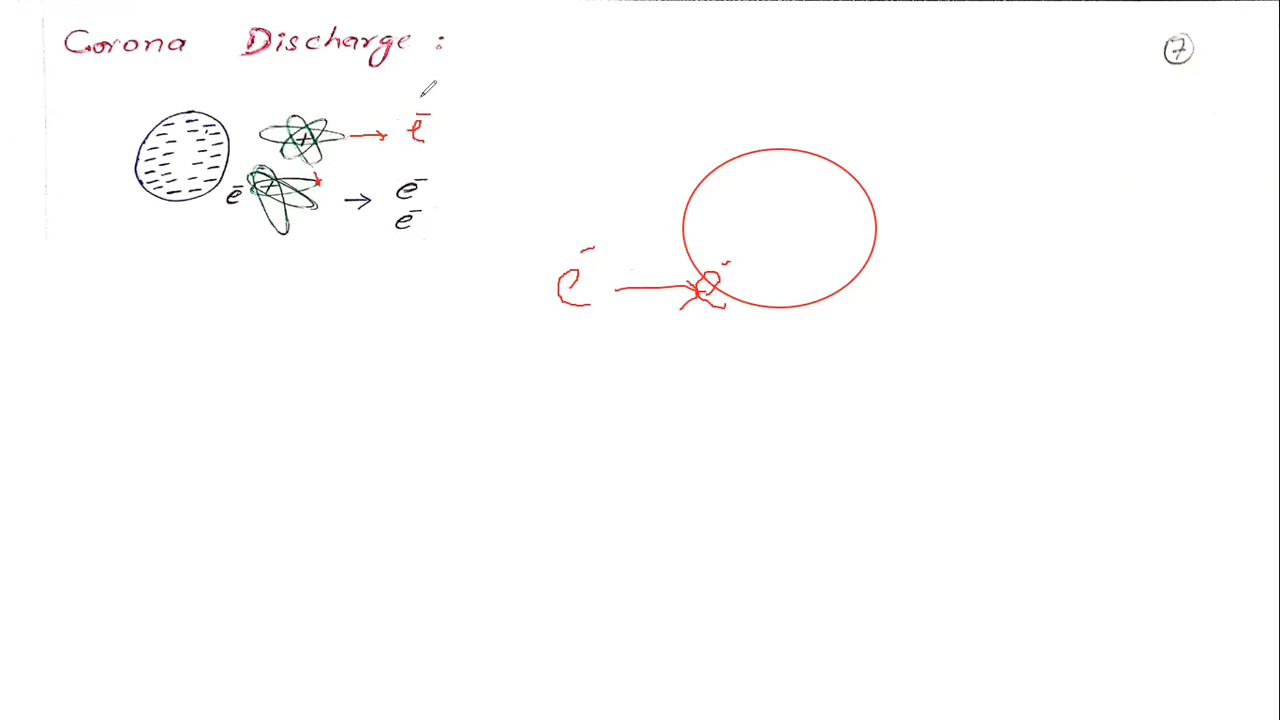 Corona Discharge :
7
+ → e⁻
e⁻ + → e⁻
e⁻
e⁻ → e⁻